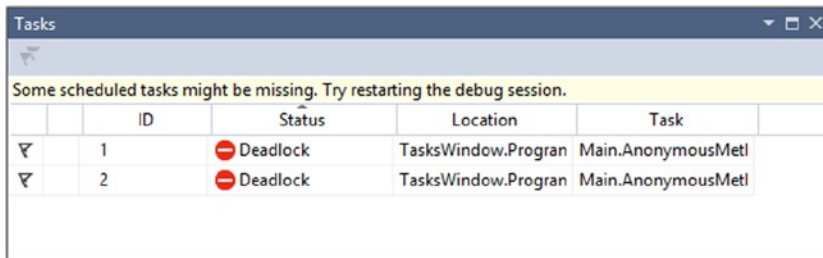 Tasks
Some scheduled tasks might be missing. Try restarting the debug session.
ID Status Location Task
1 Deadlock TasksWindow.Progran Main.AnonymousMetl
2 Deadlock TasksWindow.Progran Main.AnonymousMetl